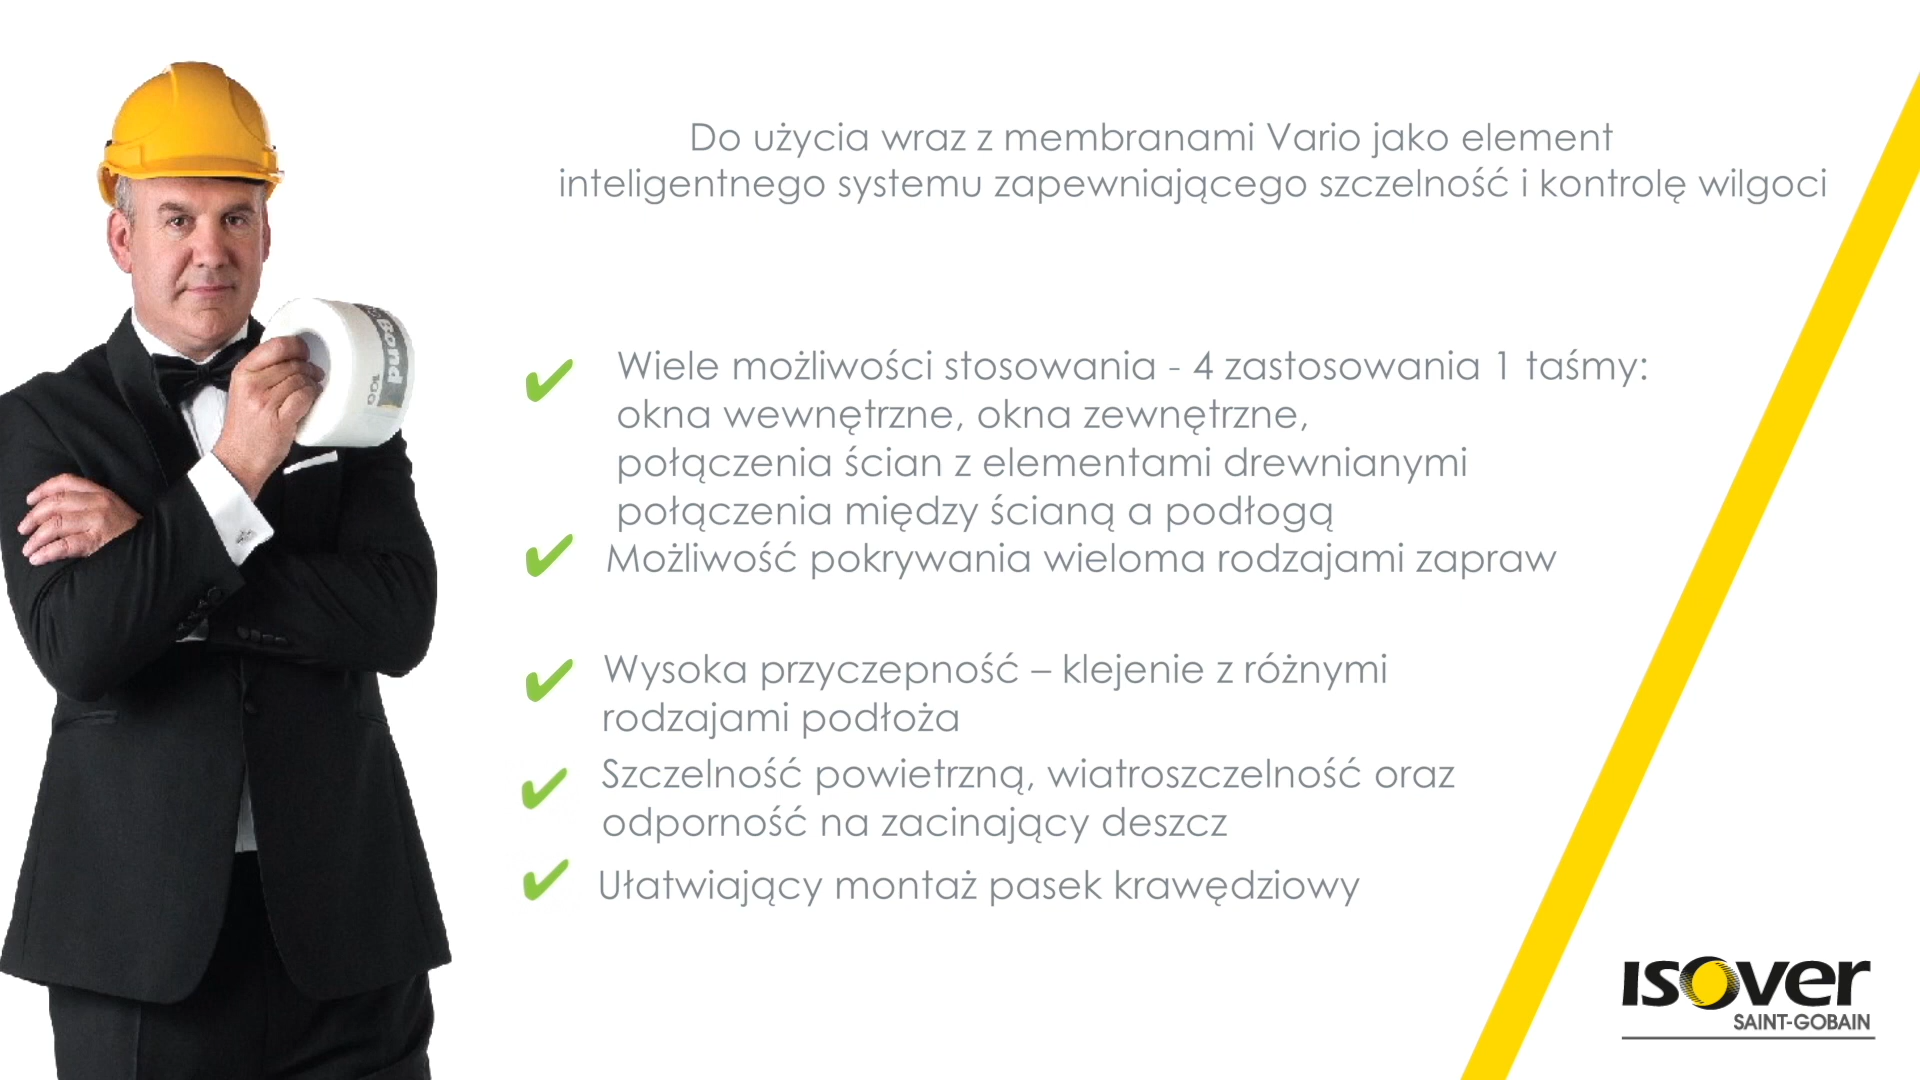 Do użycia wraz z membranami Vario jako element
inteligentnego systemu zapewniającego szczelność i kontrolę wilgoci
Bond
100
Wiele możliwości stosowania - 4 zastosowania 1 taśmy:
okna wewnętrzne, okna zewnętrzne,
połączenia ścian z elementami drewnianymi
połączenia między ścianą a podłogą
Możliwość pokrywania wieloma rodzajami zapraw
Wysoka przyczepność – klejenie z różnymi
rodzajami podłoża
Szczelność powietrzną, wiatroszczelność oraz
odporność na zacinający deszcz
Ułatwiający montaż pasek krawędziowy
ISOVER
SAINT-GOBAIN